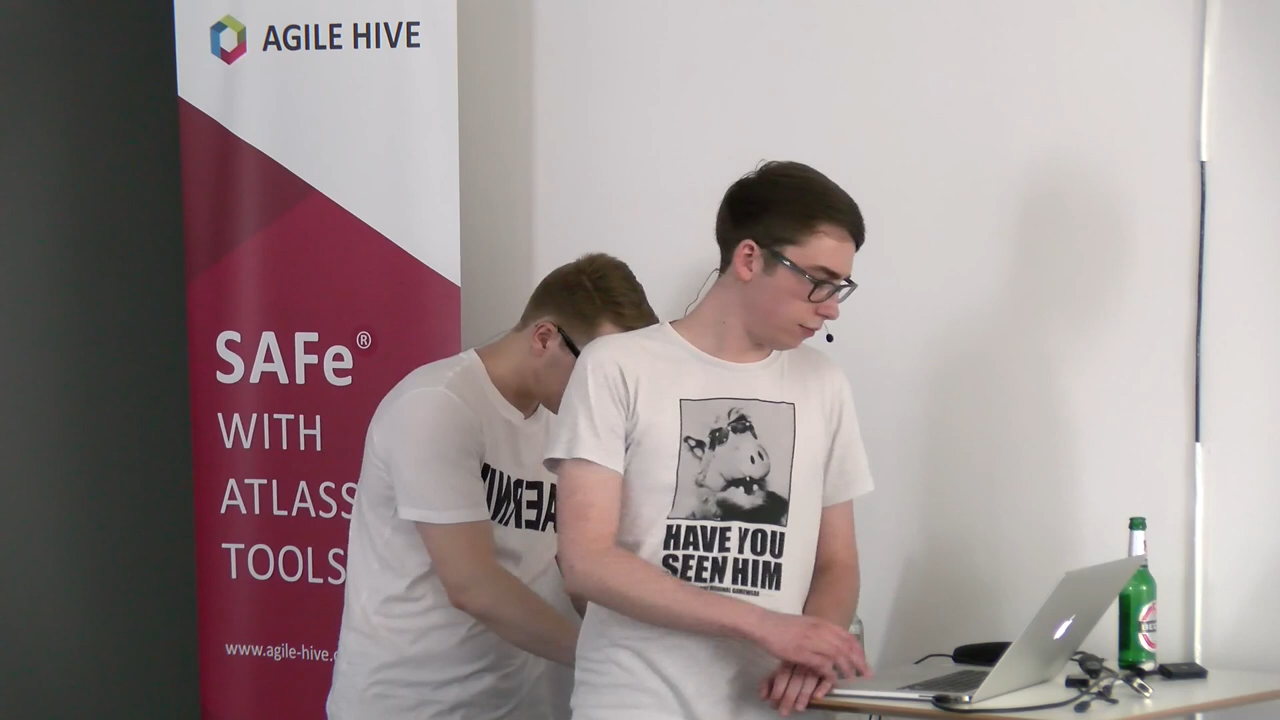 AGILE HIVE
SAFe®
WITH
ATLASS
TOOLS
www.agile-hive.
HAVE YOU
SEEN HIM